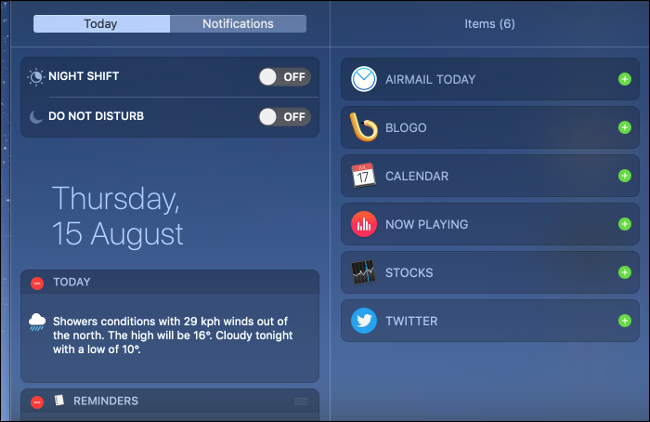 Today
Notifications
NIGHT SHIFT
OFF
DO NOT DISTURB
OFF
Thursday,
15 August
TODAY
Showers conditions with 29 kph winds out of
the north. The high will be 16°. Cloudy tonight
with a low of 10°.
REMINDERS
Items (6)
AIRMAIL TODAY
BLOGO
17
CALENDAR
NOW PLAYING
STOCKS
TWITTER